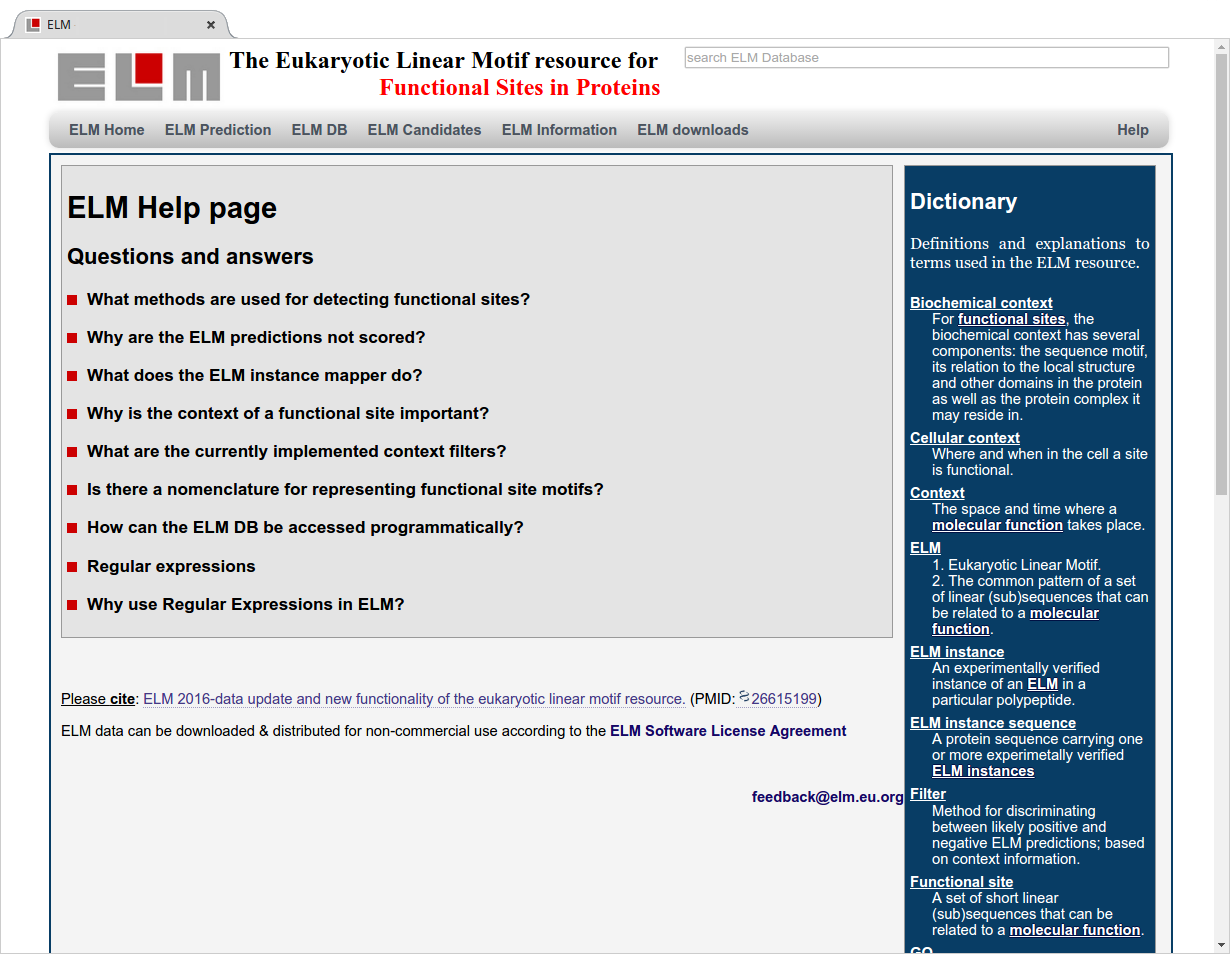 ELM
ELM
The Eukaryotic Linear Motif resource for
Functional Sites in Proteins
search ELM Database
ELM Home ELM Prediction ELM DB ELM Candidates ELM Information ELM downloads Help
ELM Help page
Questions and answers
What methods are used for detecting functional sites?
Why are the ELM predictions not scored?
What does the ELM instance mapper do?
Why is the context of a functional site important?
What are the currently implemented context filters?
Is there a nomenclature for representing functional site motifs?
How can the ELM DB be accessed programmatically?
Regular expressions
Why use Regular Expressions in ELM?
Please cite: ELM 2016-data update and new functionality of the eukaryotic linear motif resource. (PMID: 26615199)
ELM data can be downloaded & distributed for non-commercial use according to the ELM Software License Agreement
feedback@elm.eu.org
Dictionary
Definitions and explanations to
terms used in the ELM resource.
Biochemical context
For functional sites, the
biochemical context has several
components: the sequence motif,
its relation to the local structure
and other domains in the protein
as well as the protein complex it
may reside in.
Cellular context
Where and when in the cell a site
is functional.
Context
The space and time where a
molecular function takes place.
ELM
1. Eukaryotic Linear Motif.
2. The common pattern of a set
of linear (sub)sequences that can
be related to a molecular
function.
ELM instance
An experimentally verified
instance of an ELM in a
particular polypeptide.
ELM instance sequence
A protein sequence carrying one
or more experimetally verified
ELM instances
Filter
Method for discriminating
between likely positive and
negative ELM predictions; based
on context information.
Functional site
A set of short linear
(sub)sequences that can be
related to a molecular function.
GO